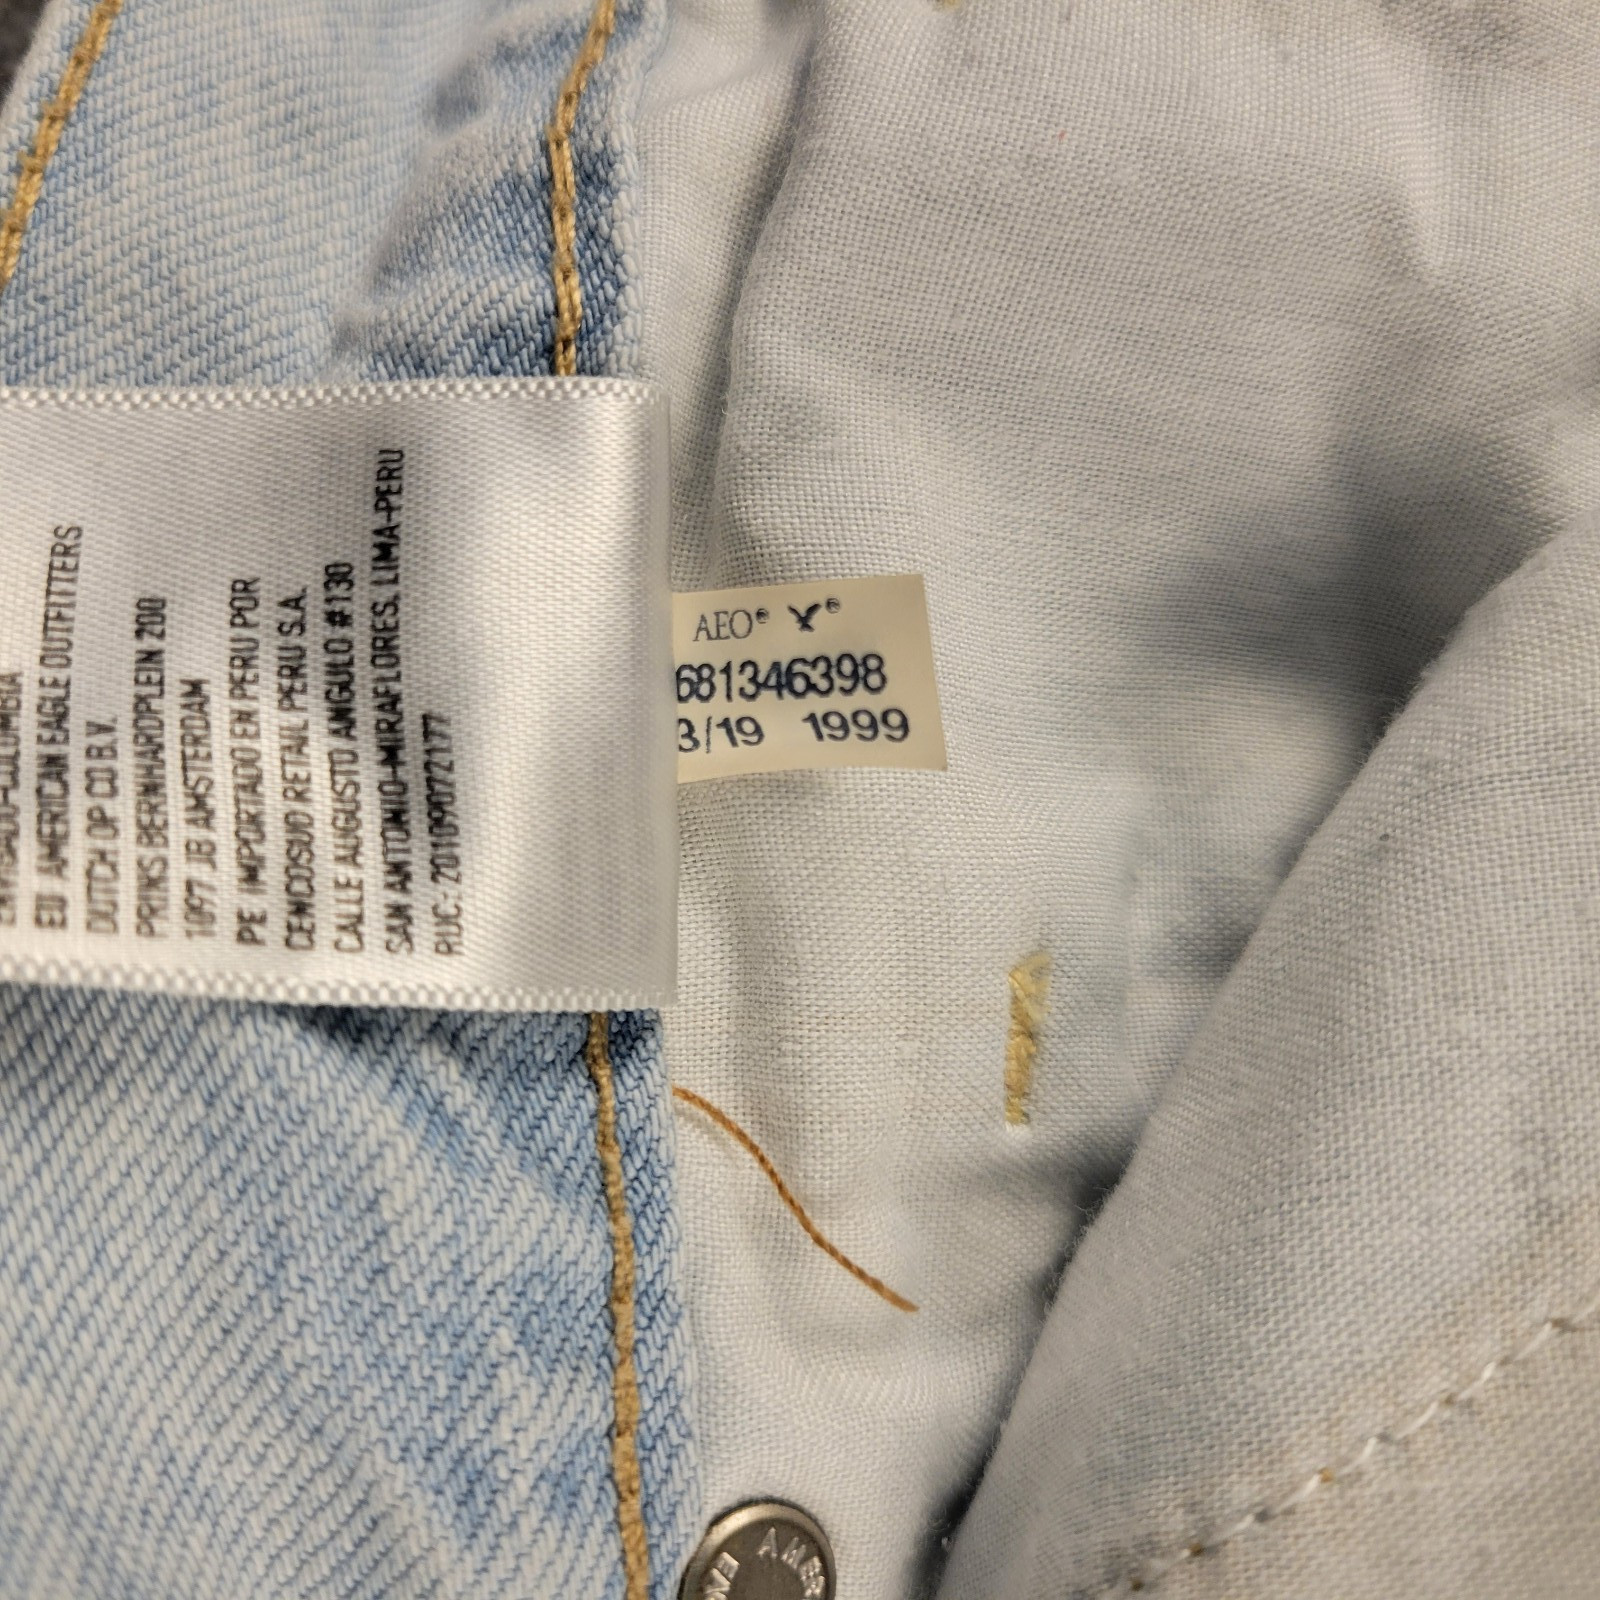 EU AMERICAN EAGLE OUTFITTERS
DUTCH OP CO B.V.
PRINS BERNHARDPLEIN 200
1097 JB AMSTERDAM
PE IMPORTADO EN PERU POR
CENCOSUD RETAIL PERU S.A.
CALLE AUGUSTO ANGULO #130
SAN ANTONIO-MIRAFLORES. LIMA-PERU
RUC: 20109072177
AEO® ®
681346398
3/19 1999